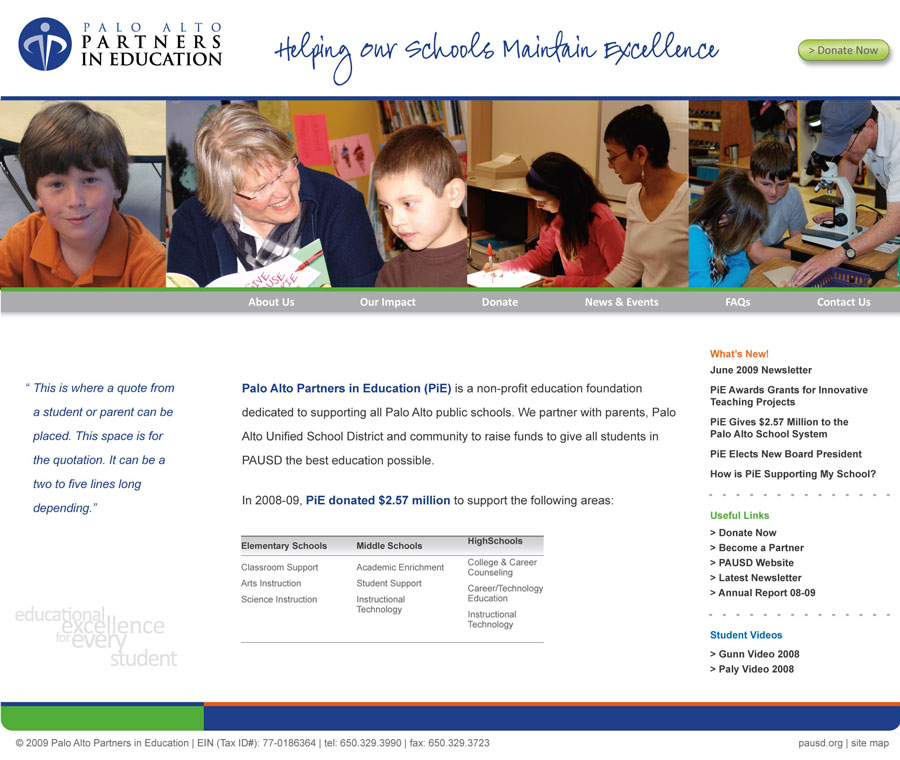 PALO ALTO
PARTNERS
IN EDUCATION
Helping Our Schools Maintain Excellence
> Donate Now
GIVE
USE
PIE
About Us
Our Impact
Donate
News & Events
FAQs
Contact Us
“ This is where a quote from
a student or parent can be
placed. This space is for
the quotation. It can be a
two to five lines long
depending.”
educational
excellence
for every
student
Palo Alto Partners in Education (PiE) is a non-profit education foundation
dedicated to supporting all Palo Alto public schools. We partner with parents, Palo
Alto Unified School District and community to raise funds to give all students in
PAUSD the best education possible.
In 2008-09, PiE donated $2.57 million to support the following areas:
Elementary Schools
Classroom Support
Arts Instruction
Science Instruction
Middle Schools
Academic Enrichment
Student Support
Instructional
Technology
HighSchools
College & Career
Counseling
Career/Technology
Education
Instructional
Technology
What's New!
June 2009 Newsletter
PiE Awards Grants for Innovative
Teaching Projects
PiE Gives $2.57 Million to the
Palo Alto School System
PiE Elects New Board President
How is PiE Supporting My School?
Useful Links
> Donate Now
> Become a Partner
> PAUSD Website
> Latest Newsletter
> Annual Report 08-09
Student Videos
> Gunn Video 2008
> Paly Video 2008
© 2009 Palo Alto Partners in Education | EIN (Tax ID#): 77-0186364 | tel: 650.329.3990 | fax: 650.329.3723
pausd.org | site map